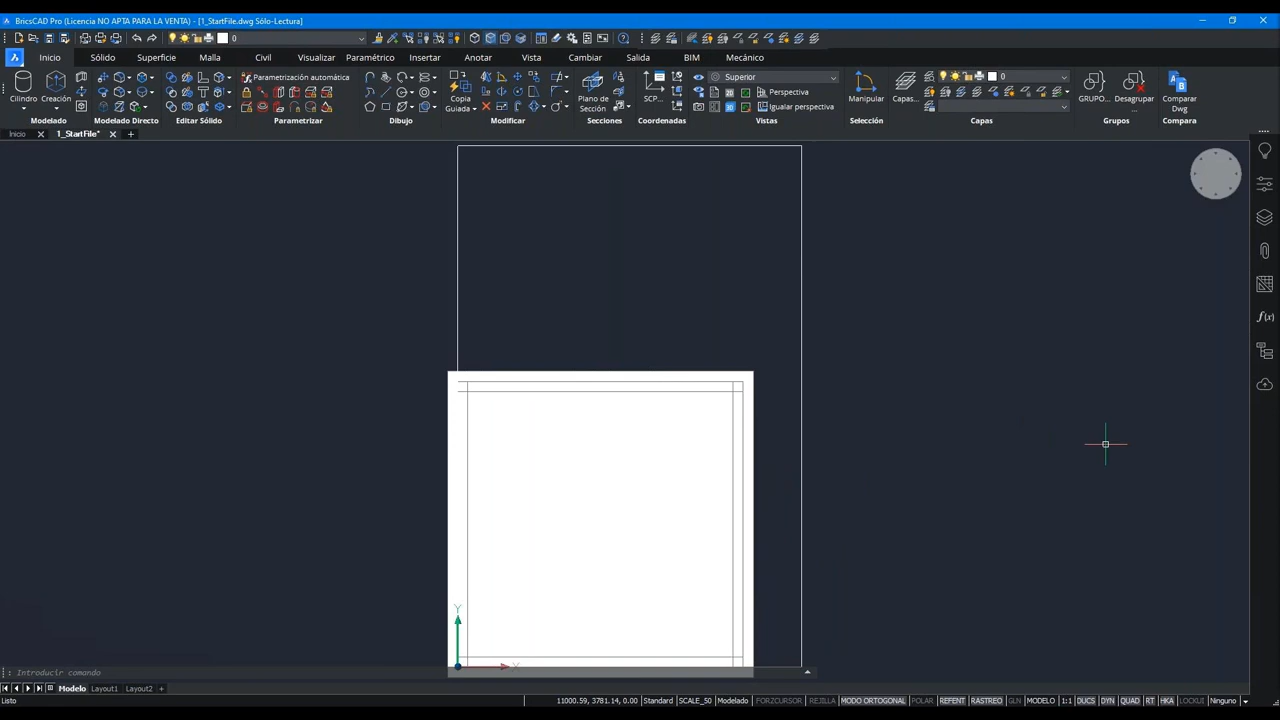 BricsCAD Pro (Licencia NO APTA PARA LA VENTA) - [1_StartFile.dwg Sólo-Lectura]
0
Inicio Sólido Superficie Malla Civil Visualizar Paramétrico Insertar Anotar Vista Cambiar Salida BIM Mecánico
Parametrización automática Superior 0
Cilindro Creación Copia Guiada Plano de Sección SCP... Perspectiva Igualar perspectiva Manipular Capas... GRUPO... Desagrupar... Comparar Dwg
Modelado Modelado Directo Editar Sólido Parametrizar Dibujo Modificar Secciones Coordenadas Vistas Selección Capas Grupos Compara
Inicio 1_StartFile*
Y
X
: Introducir comando
Modelo Layout1 Layout2
Listo 11000.59, 3781.14, 0.00 Standard SCALE_50 Modelado FORZCURSOR REJILLA MODO ORTOGONAL POLAR REFENT RASTREO GLN MODELO 1:1 DUCS DYN QUAD RT HKA LOCKUI Ninguno